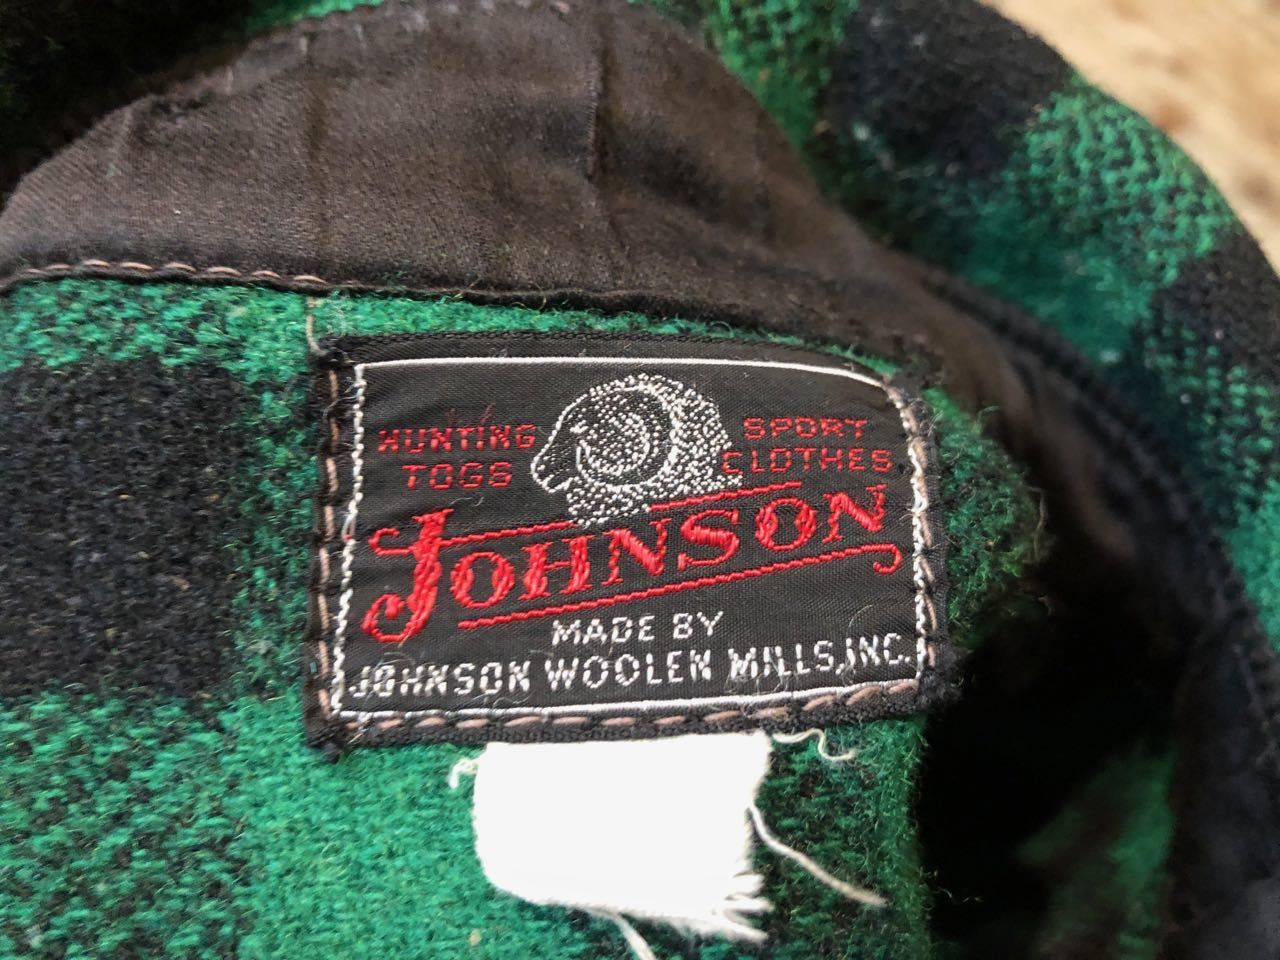 HUNTING TOGS
SPORT CLOTHES
JOHNSON
MADE BY
JOHNSON WOOLEN MILLS, INC.